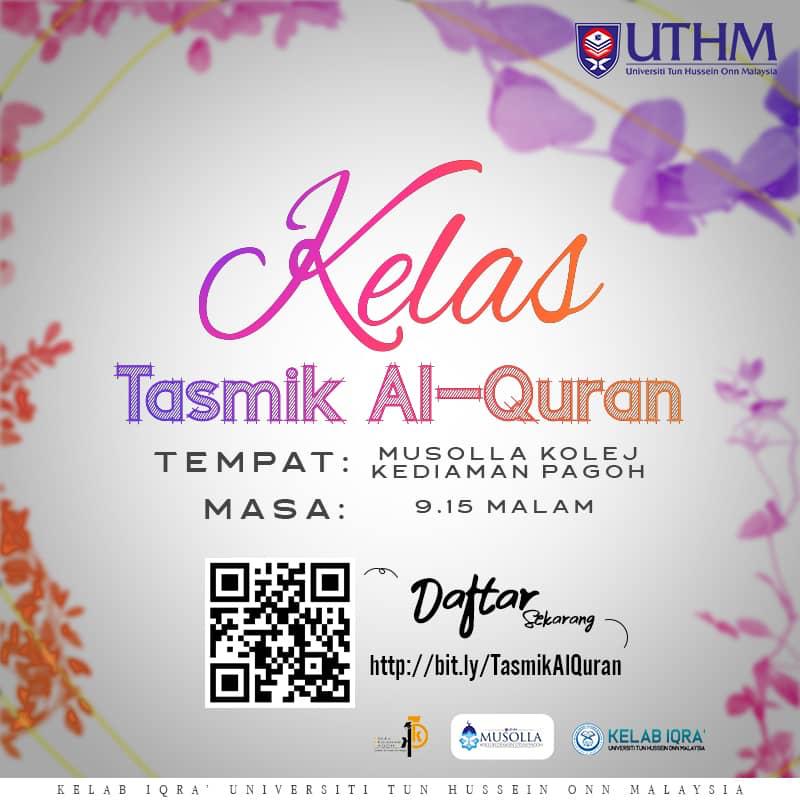 UTHM
Universiti Tun Hussein Onn Malaysia
Kelas
Tasmik Al-Quran
TEMPAT: MUSOLLA KOLEJ
KEDIAMAN PAGOH
MASA: 9.15 MALAM
Daftar
Sekarang
http://bit.ly/TasmikAlQuran
MUSOLLA
KELAB IQRA'
UNIVERSITI TUN HUSSEIN ONN MALAYSIA
KELAB IQRA' UNIVERSITI TUN HUSSEIN ONN MALAYSIA